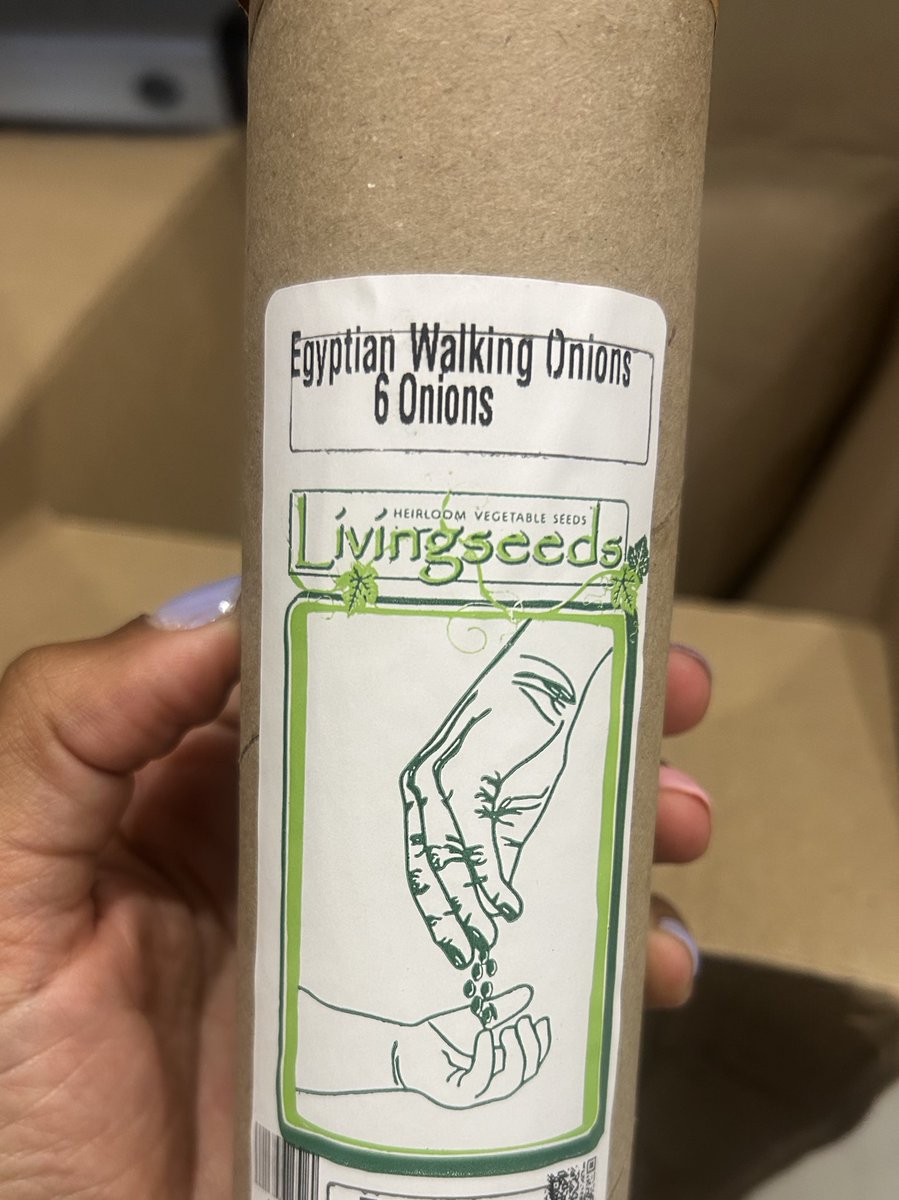 Egyptian Walking Onions
6 Onions
HEIRLOOM VEGETABLE SEEDS
Livingseeds